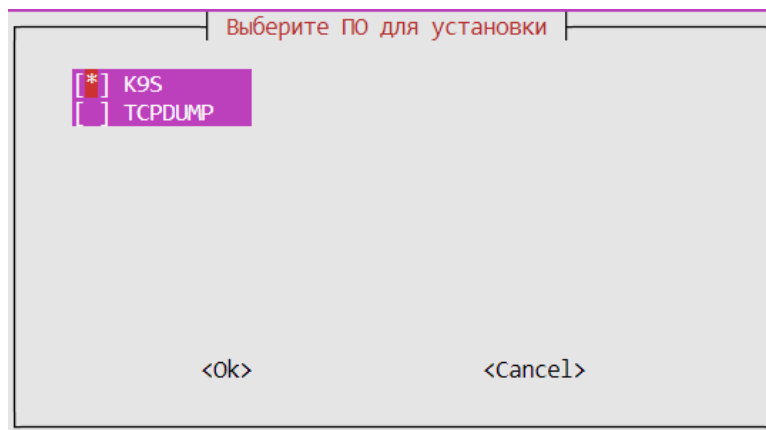 Выберите ПО для установки
[*] K9S
[ ] TCPDUMP
<Ok> <Cancel>